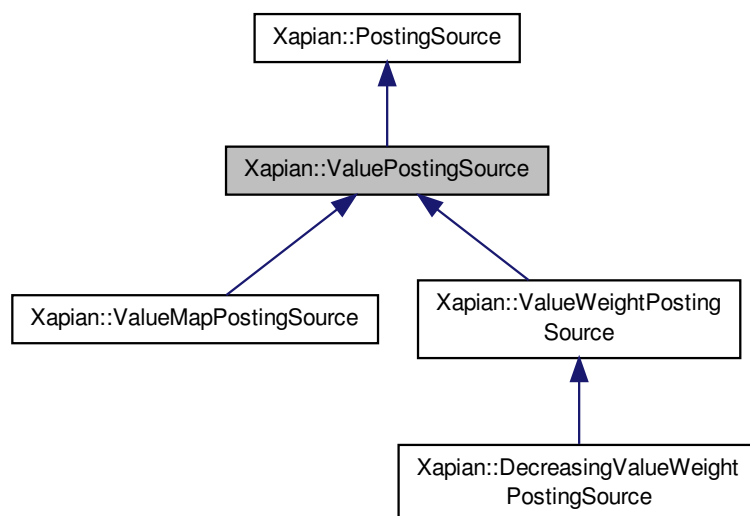 Xapian::PostingSource
Xapian::ValuePostingSource
Xapian::ValueMapPostingSource
Xapian::ValueWeightPosting
Source
Xapian::DecreasingValueWeight
PostingSource